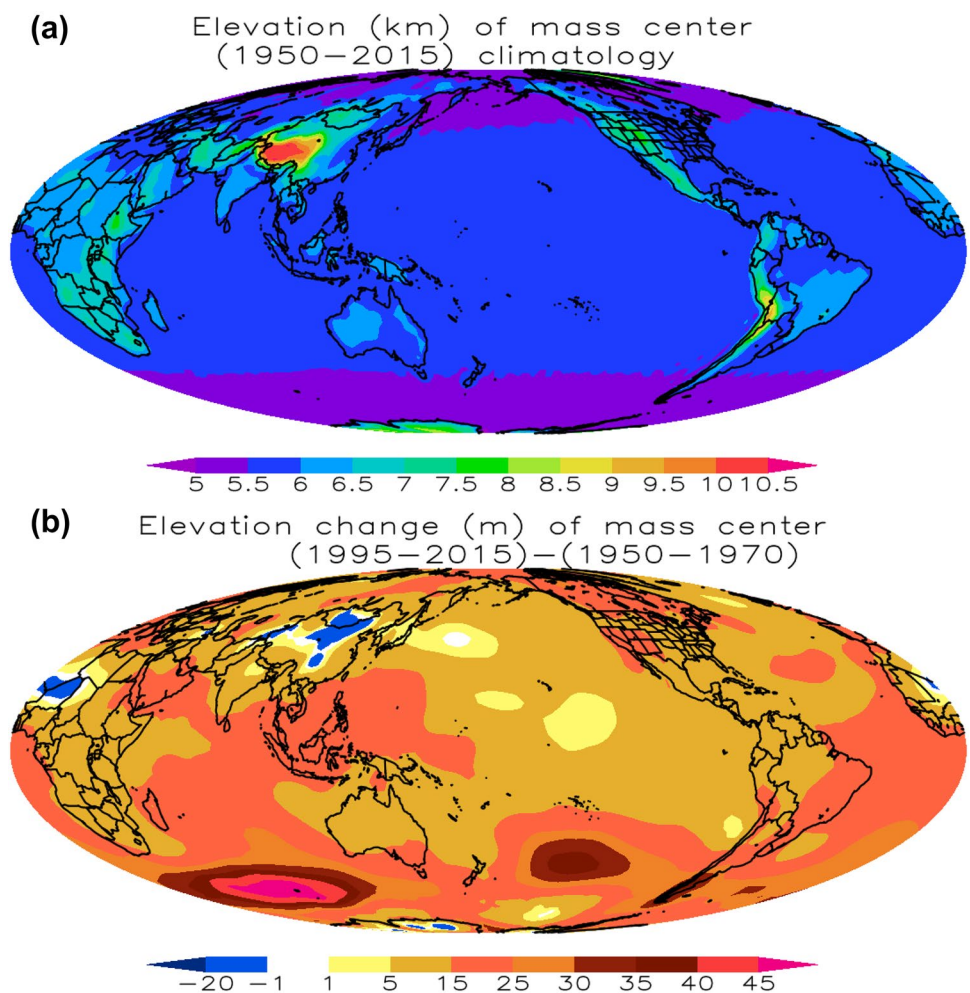 (a)
Elevation (km) of mass center
(1950−2015) climatology
5 5.5 6 6.5 7 7.5 8 8.5 9 9.5 10 10.5
(b)
Elevation change (m) of mass center
(1995−2015)−(1950−1970)
−20 −1 1 5 15 25 30 35 40 45